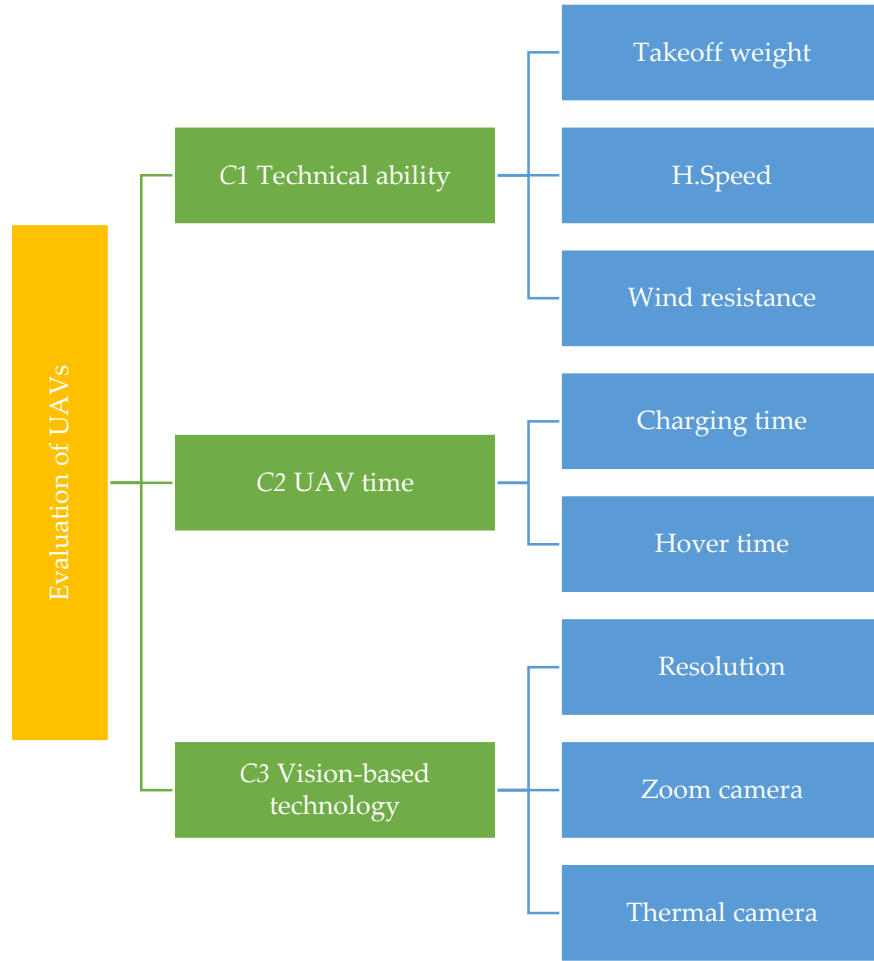 Evaluation of UAVs
C1 Technical ability
Takeoff weight
H.Speed
Wind resistance
C2 UAV time
Charging time
Hover time
C3 Vision-based
technology
Resolution
Zoom camera
Thermal camera